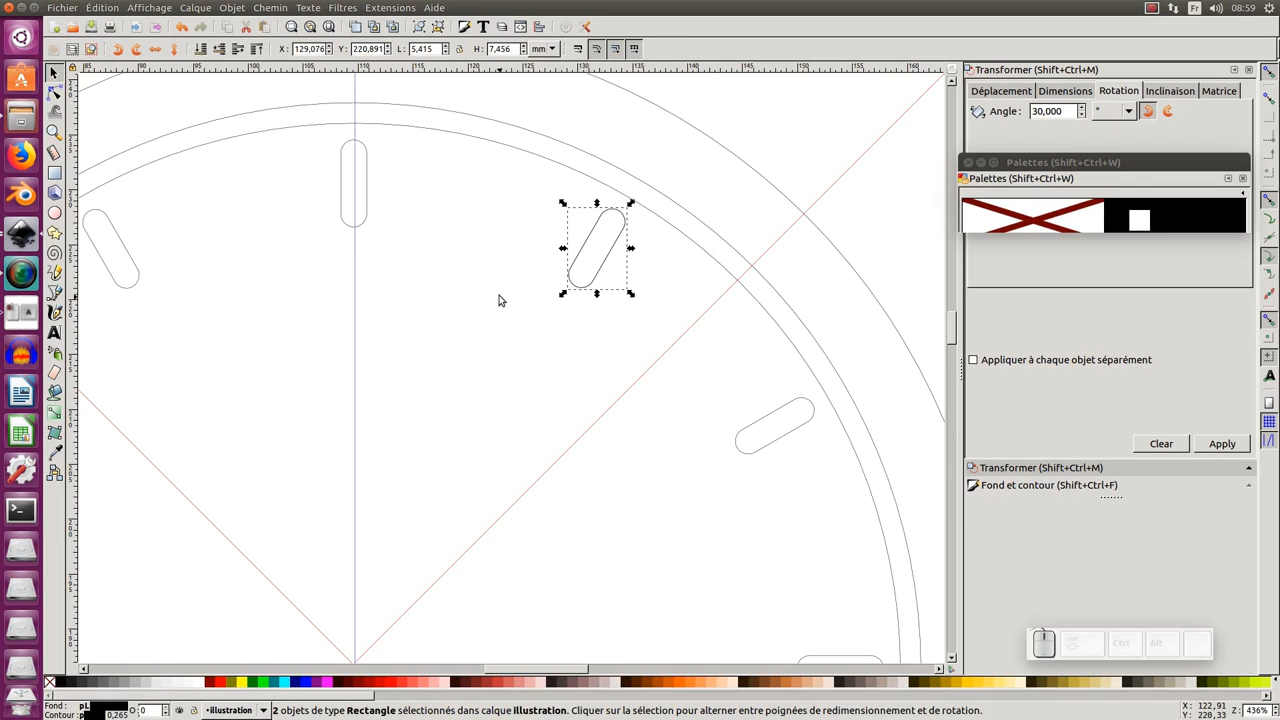 Fichier Édition Affichage Calque Objet Chemin Texte Filtres Extensions Aide Fr 08:59
X : 129,076 Y : 220,891 L : 5,415 H : 7,456 mm
Transformer (Shift+Ctrl+M)
Déplacement Dimensions Rotation Inclinaison Matrice
Angle : 30,000 °
Palettes (Shift+Ctrl+W)
Palettes (Shift+Ctrl+W)
Appliquer à chaque objet séparément
Clear Apply
Transformer (Shift+Ctrl+M)
Fond et contour (Shift+Ctrl+F)
Ctrl Alt
Fond :
Contour : 0,265 O : 0 illustration 2 objets de type Rectangle sélectionnés dans calque illustration. Cliquer sur la sélection pour alterner entre poignées de redimensionnement et de rotation.
X : 122,91
Y : 220,33 Z : 436%